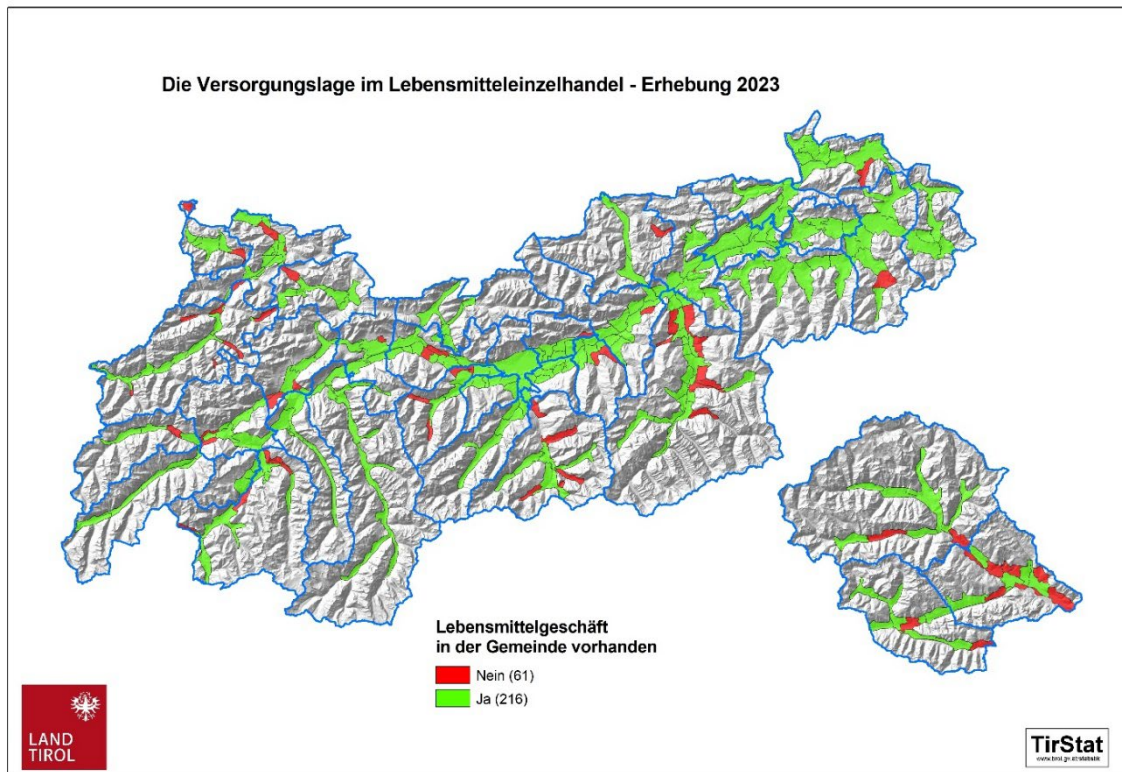 Die Versorgungslage im Lebensmitteleinzelhandel - Erhebung 2023
Lebensmittelgeschäft
in der Gemeinde vorhanden
Nein (61)
Ja (216)
LAND
TIROL
TirStat